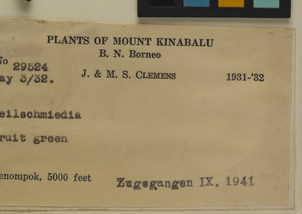 PLANTS OF MOUNT KINABALU
B. N. Borneo
No 29524
ay 3/32.
J. & M. S. CLEMENS 1931-'32
eilschmiedia
ruit green
enompok, 5000 feet
Zugegangen IX. 1941